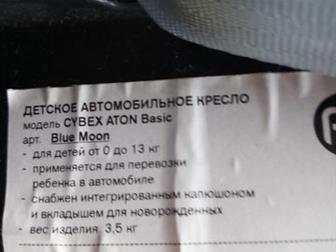 ДЕТСКОЕ АВТОМОБИЛЬНОЕ КРЕСЛО
модель CYBEX ATON Basic
арт. Blue Moon
- для детей от 0 до 13 кг
- применяется для перевозки
ребенка в автомобиле
- снабжен интегрированным капюшоном
и вкладышем для новорожденных
- вес изделия 3,5 кг